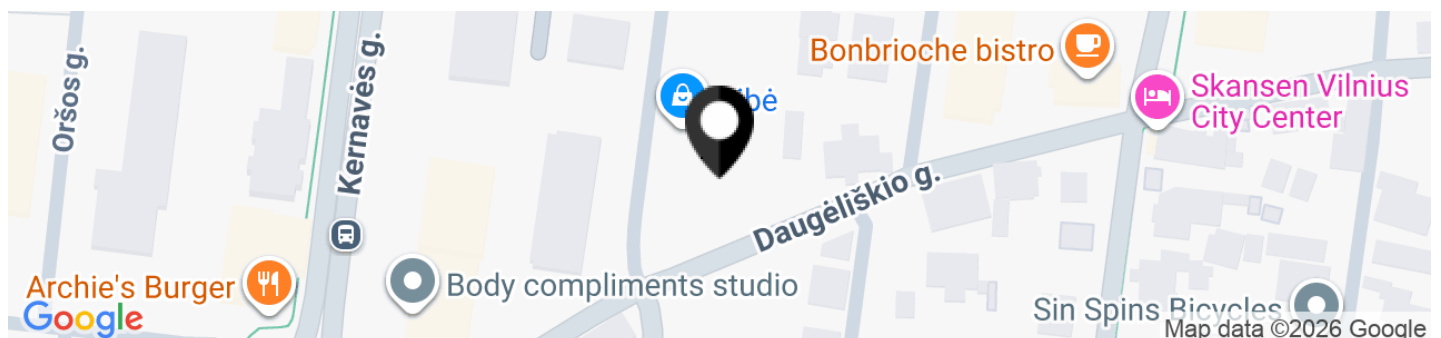 Oršos g.
Kernavės g.
Bonbrioche bistro
Skansen Vilnius
City Center
Daugėliškio g.
Archie's Burger
Body compliments studio
Sin Spins Bicycles
Google
Map data ©2026 Google